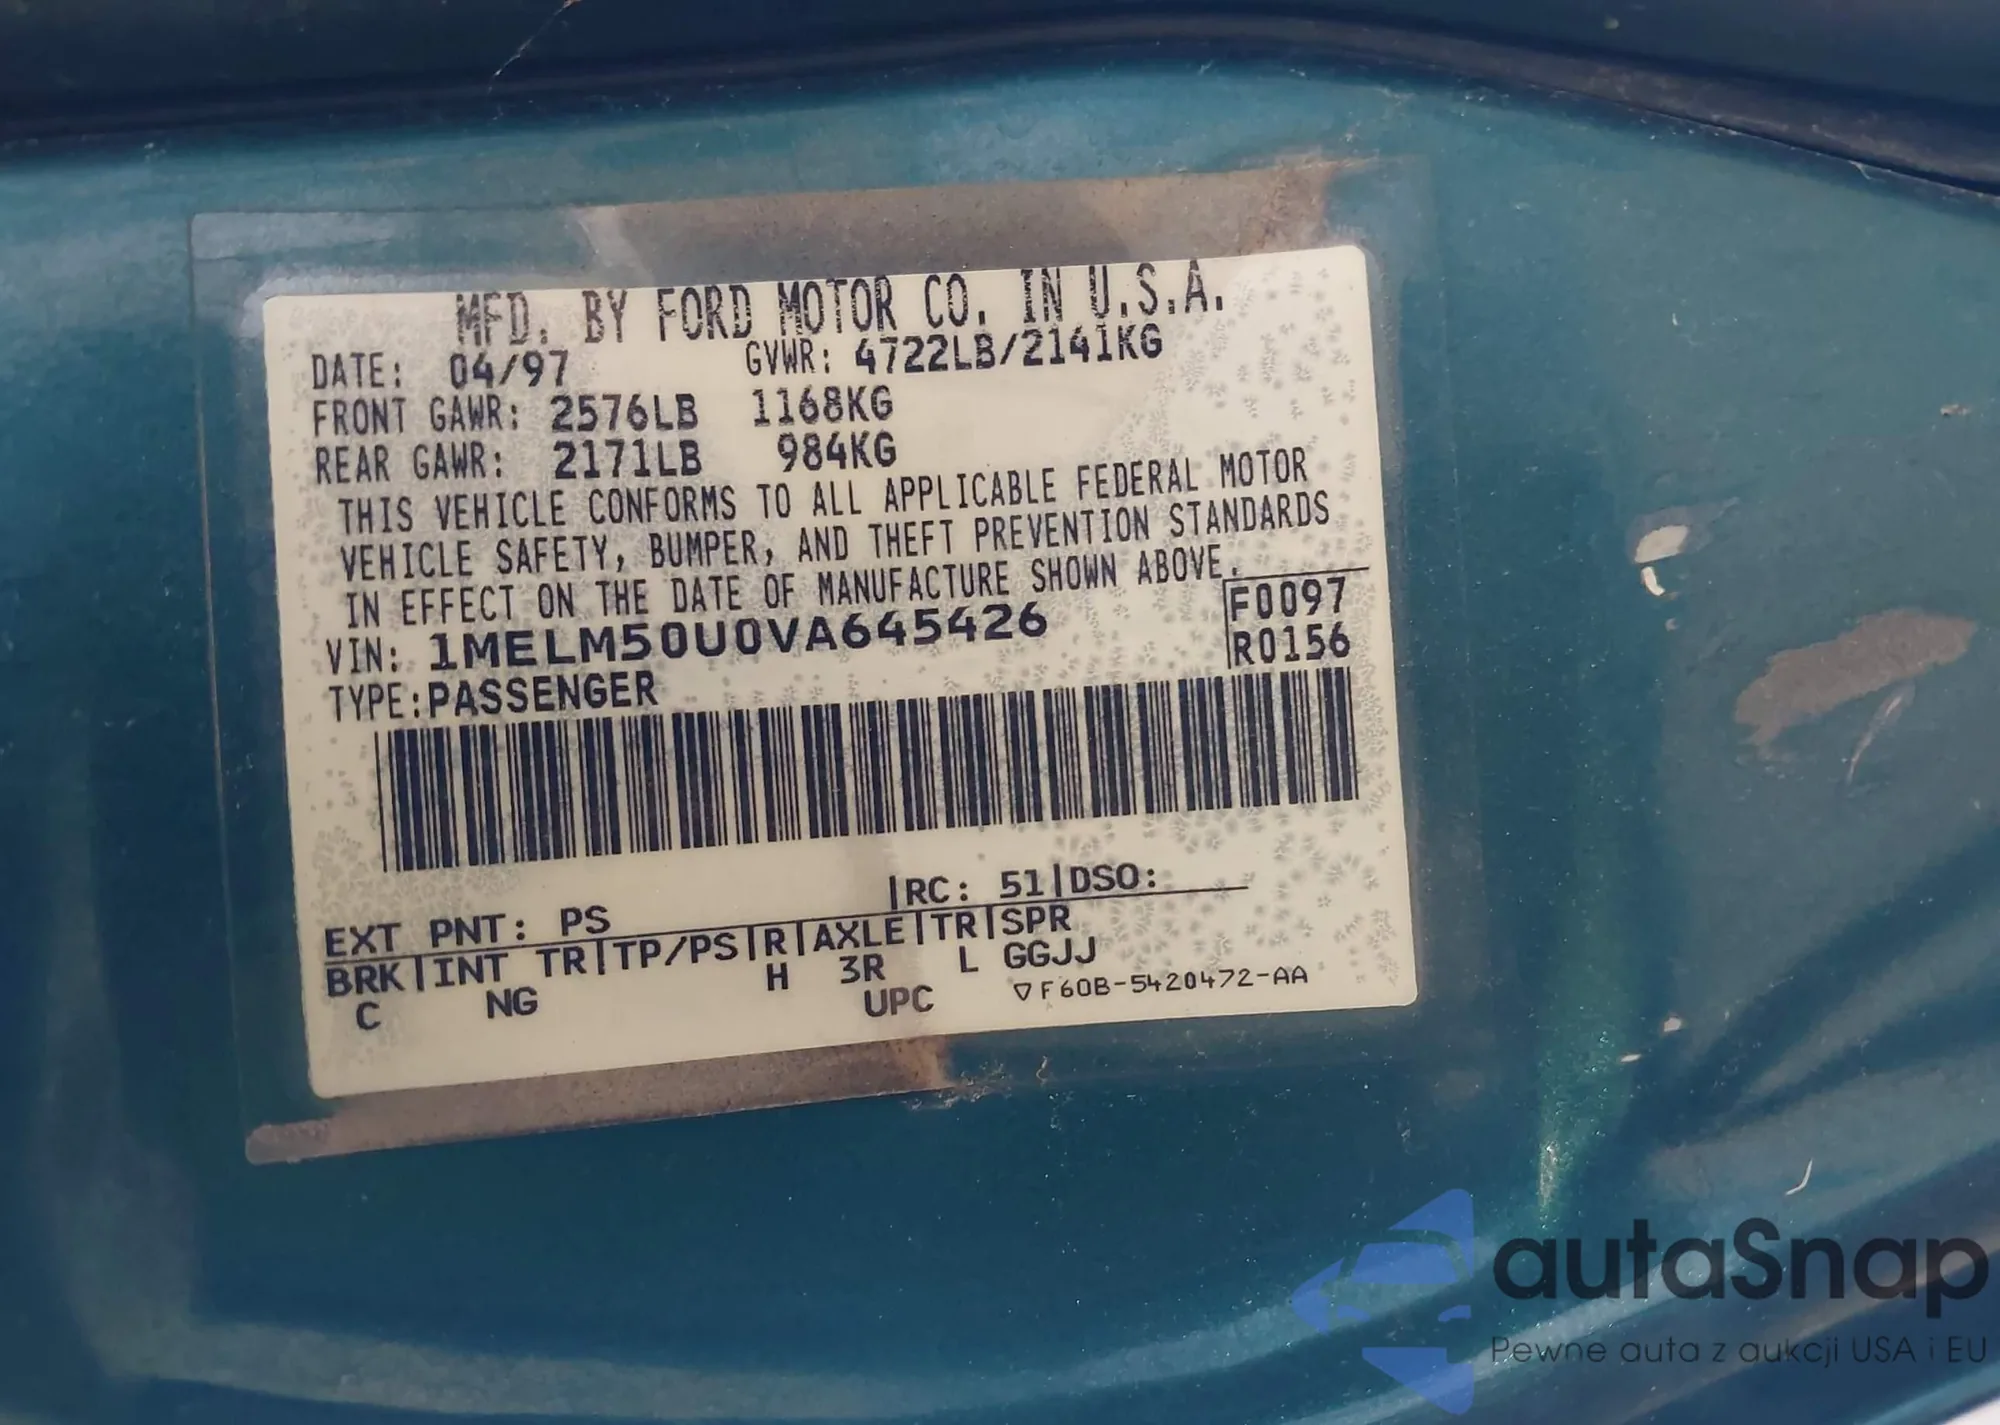 MFD. BY FORD MOTOR CO. IN U.S.A.
DATE: 04/97 GVWR: 4722LB/2141KG
FRONT GAWR: 2576LB 1168KG
REAR GAWR: 2171LB 984KG
THIS VEHICLE CONFORMS TO ALL APPLICABLE FEDERAL MOTOR
VEHICLE SAFETY, BUMPER, AND THEFT PREVENTION STANDARDS
IN EFFECT ON THE DATE OF MANUFACTURE SHOWN ABOVE.
VIN: 1MELM50U0VA645426 F0097
TYPE:PASSENGER R0156
EXT PNT: PS |RC: 51|DSO:
BRK|INT TR|TP/PS|R|AXLE|TR|SPR
C NG H 3R L GGJJ
UPC ▽F60B-5420472-AA
autaSnap
Pewne auta z aukcji USA i EU